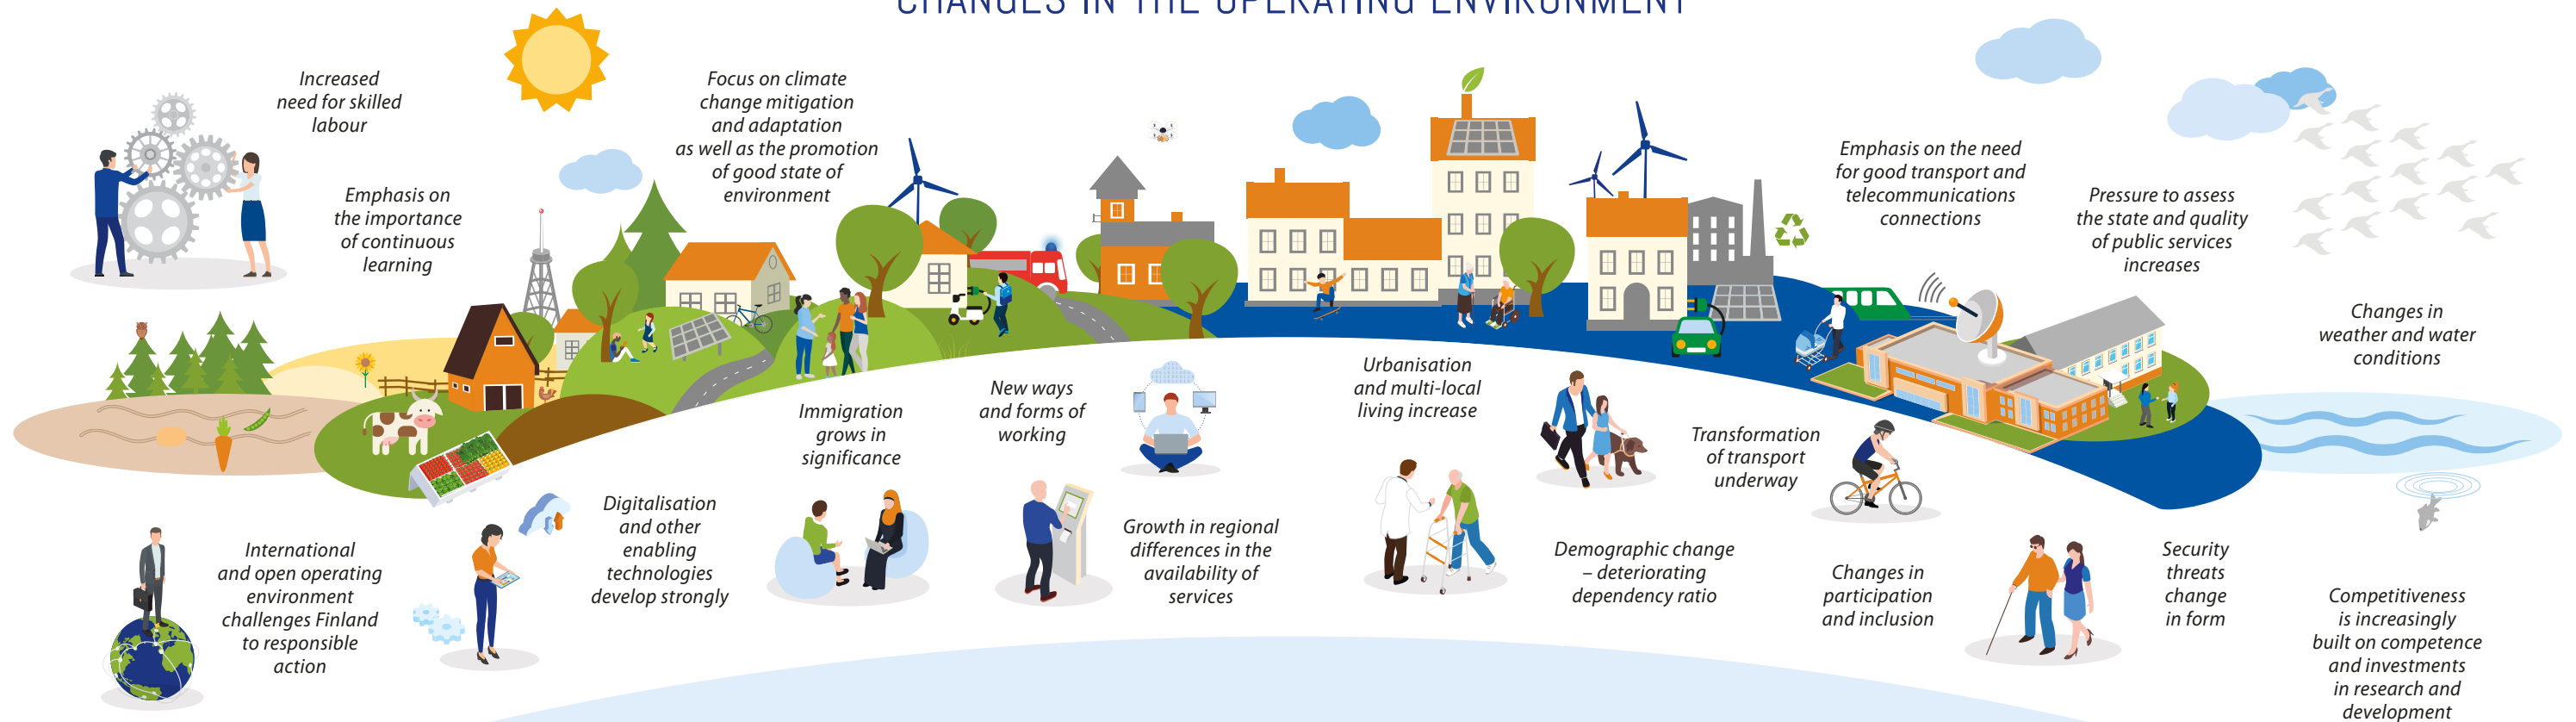 CHANGES IN THE OPERATING ENVIRONMENT
Increased
need for skilled
labour
Emphasis on
the importance
of continuous
learning
Focus on climate
change mitigation
and adaptation
as well as the promotion
of good state of
environment
Emphasis on the need
for good transport and
telecommunications
connections
Pressure to assess
the state and quality
of public services
increases
Changes in
weather and water
conditions
International
and open operating
environment
challenges Finland
to responsible
action
Digitalisation
and other
enabling
technologies
develop strongly
Immigration
grows in
significance
New ways
and forms of
working
Growth in regional
differences in the
availability of
services
Urbanisation
and multi-local
living increase
Demographic change
– deteriorating
dependency ratio
Transformation
of transport
underway
Changes in
participation
and inclusion
Security
threats
change
in form
Competitiveness
is increasingly
built on competence
and investments
in research and
development